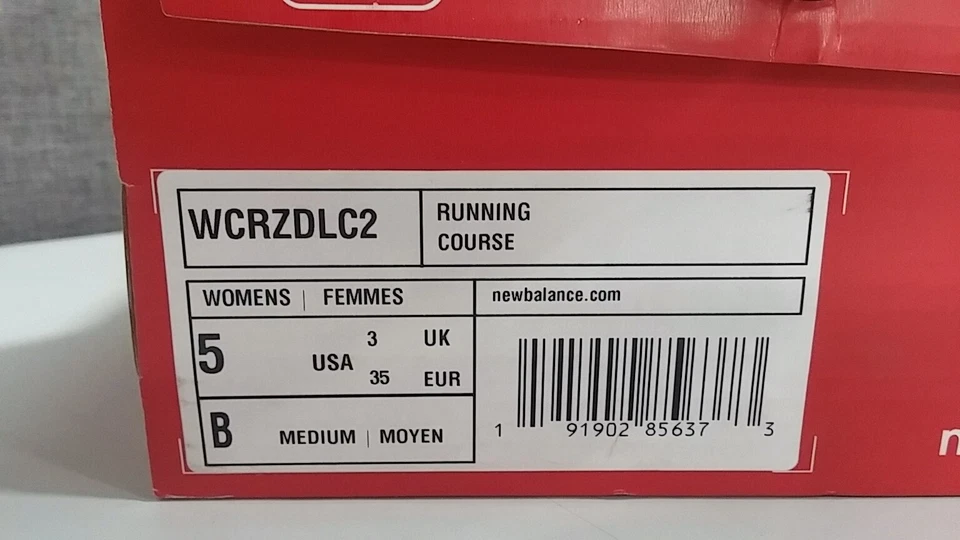 WCRZDLC2
RUNNING
COURSE
WOMENS | FEMMES
newbalance.com
5 USA 3 UK
35 EUR
B MEDIUM | MOYEN
1 91902 85637 3